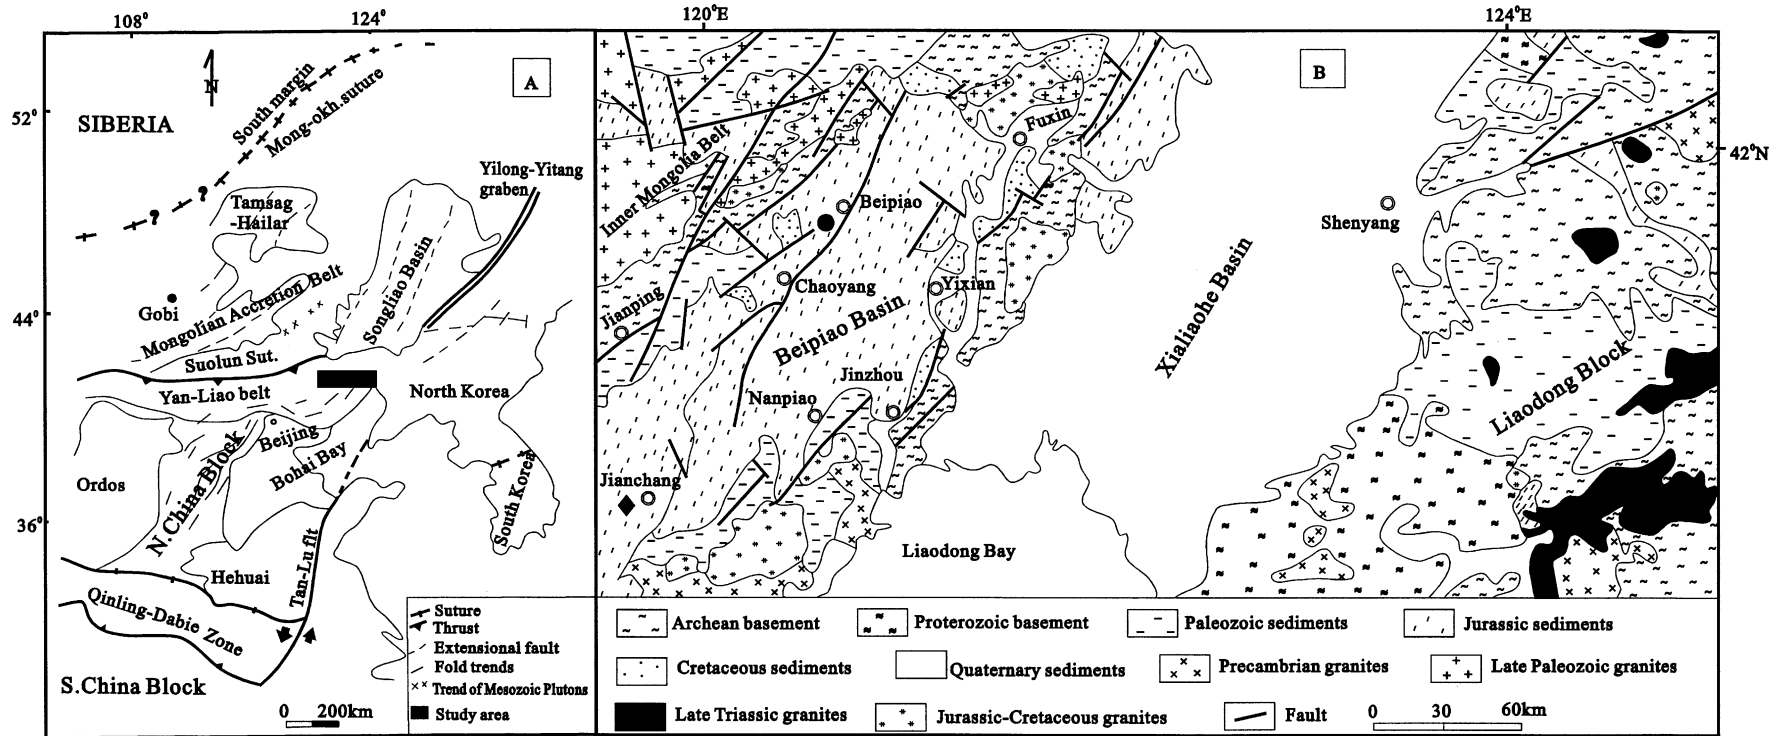 108°
124°
120°E
124°E
52°
44°
36°
42°N
N
A
SIBERIA
South margin
Mong-okh.suture
?
?
Yilong-Yitang
graben
Tamsag
-Hailar
Gobi
Mongolian Accretion Belt
Songliao Basin
Suolun Sut.
Yan-Liao belt
North Korea
Beijing
Bohai Bay
Ordos
N China Block
South Korea
Hehuai
Tan-Lu flt
Qinling-Dabie Zone
S.China Block
0 200km
Suture
Thrust
Extensional fault
Fold trends
Trend of Mesozoic Plutons
Study area
B
Inner Mongolia Belt
Fuxin
Beipiao
Shenyang
Chaoyang
Yixian
Jianping
Beipiao Basin
Xialiaohe Basin
Jinzhou
Nanpiao
Liaodong Block
Jianchang
Liaodong Bay
Archean basement
Proterozoic basement
Paleozoic sediments
Jurassic sediments
Cretaceous sediments
Quaternary sediments
Precambrian granites
Late Paleozoic granites
Late Triassic granites
Jurassic-Cretaceous granites
Fault
0 30 60km